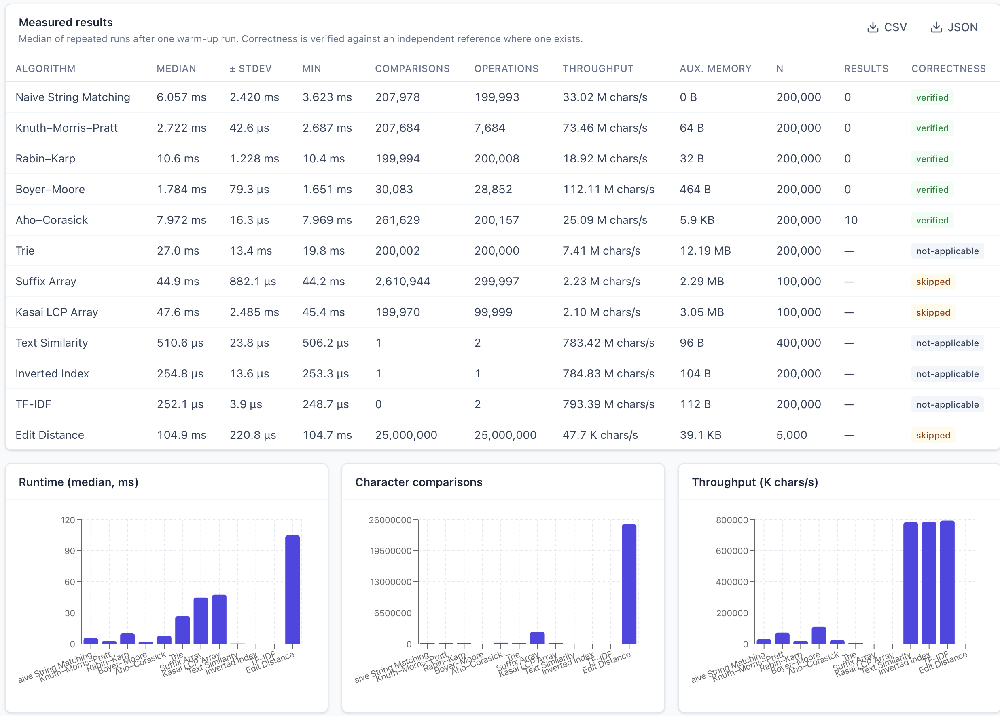 Measured results
Median of repeated runs after one warm-up run. Correctness is verified against an independent reference where one exists.
CSV JSON
ALGORITHM MEDIAN ± STDEV MIN COMPARISONS OPERATIONS THROUGHPUT AUX. MEMORY N RESULTS CORRECTNESS
Naive String Matching 6.057 ms 2.420 ms 3.623 ms 207,978 199,993 33.02 M chars/s 0 B 200,000 0 verified
Knuth–Morris–Pratt 2.722 ms 42.6 µs 2.687 ms 207,684 7,684 73.46 M chars/s 64 B 200,000 0 verified
Rabin–Karp 10.6 ms 1.228 ms 10.4 ms 199,994 200,008 18.92 M chars/s 32 B 200,000 0 verified
Boyer–Moore 1.784 ms 79.3 µs 1.651 ms 30,083 28,852 112.11 M chars/s 464 B 200,000 0 verified
Aho–Corasick 7.972 ms 16.3 µs 7.969 ms 261,629 200,157 25.09 M chars/s 5.9 KB 200,000 10 verified
Trie 27.0 ms 13.4 ms 19.8 ms 200,002 200,000 7.41 M chars/s 12.19 MB 200,000 — not-applicable
Suffix Array 44.9 ms 882.1 µs 44.2 ms 2,610,944 299,997 2.23 M chars/s 2.29 MB 100,000 — skipped
Kasai LCP Array 47.6 ms 2.485 ms 45.4 ms 199,970 99,999 2.10 M chars/s 3.05 MB 100,000 — skipped
Text Similarity 510.6 µs 23.8 µs 506.2 µs 1 2 783.42 M chars/s 96 B 400,000 — not-applicable
Inverted Index 254.8 µs 13.6 µs 253.3 µs 1 1 784.83 M chars/s 104 B 200,000 — not-applicable
TF-IDF 252.1 µs 3.9 µs 248.7 µs 0 2 793.39 M chars/s 112 B 200,000 — not-applicable
Edit Distance 104.9 ms 220.8 µs 104.7 ms 25,000,000 25,000,000 47.7 K chars/s 39.1 KB 5,000 — skipped
Runtime (median, ms)
120
90
60
30
0
aive String Matching
Knuth–Morris–Pratt
Rabin–Karp
Boyer–Moore
Aho–Corasick
Trie
Suffix Array
Kasai LCP Array
Text Similarity
Inverted Index
TF-IDF
Edit Distance
Character comparisons
26000000
19500000
13000000
6500000
0
aive String Matching
Knuth–Morris–Pratt
Rabin–Karp
Boyer–Moore
Aho–Corasick
Trie
Suffix Array
Kasai LCP Array
Text Similarity
Inverted Index
TF-IDF
Edit Distance
Throughput (K chars/s)
800000
600000
400000
200000
0
aive String Matching
Knuth–Morris–Pratt
Rabin–Karp
Boyer–Moore
Aho–Corasick
Trie
Suffix Array
Kasai LCP Array
Text Similarity
Inverted Index
TF-IDF
Edit Distance